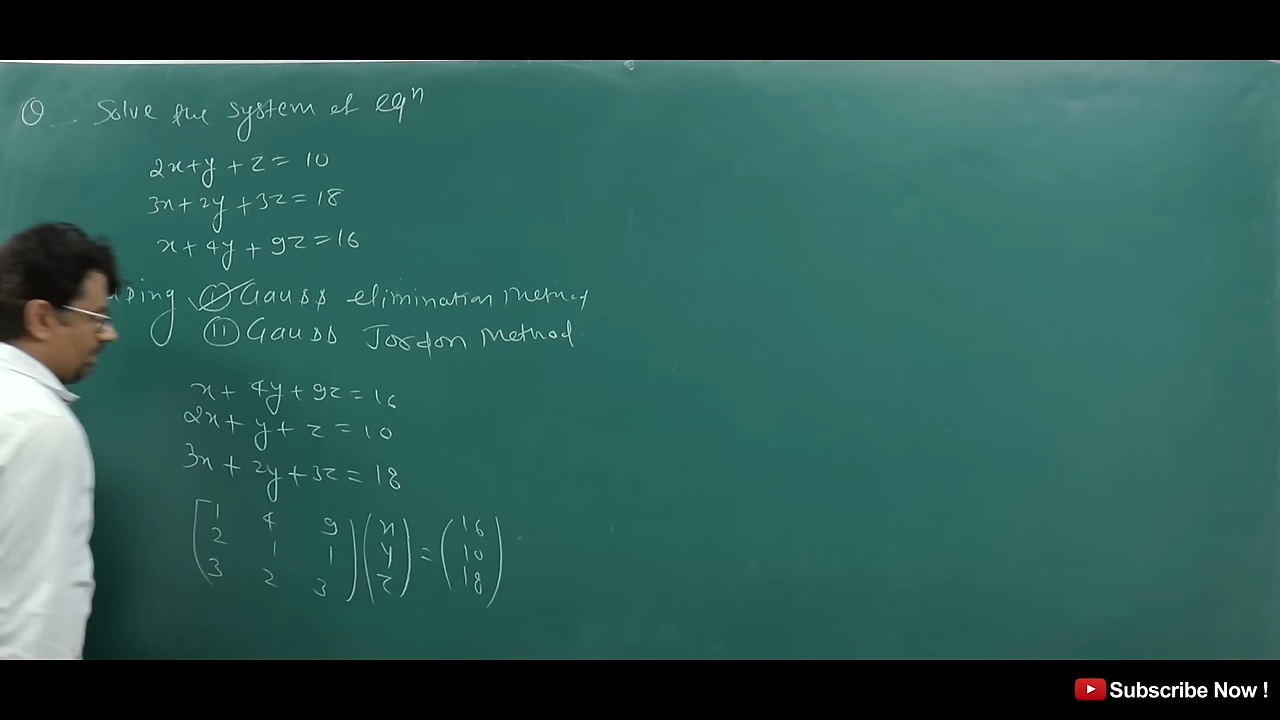 Q. Solve the system of eqⁿ
2x+y+z=10
3x+2y+3z=18
x+4y+9z=16
using (i) Gauss elimination Method
(ii) Gauss Jordon Method
x+4y+9z=16
2x+y+z=10
3x+2y+3z=18
1 4 9 x 16
2 1 1 y = 10
3 2 3 z 18
Subscribe Now !